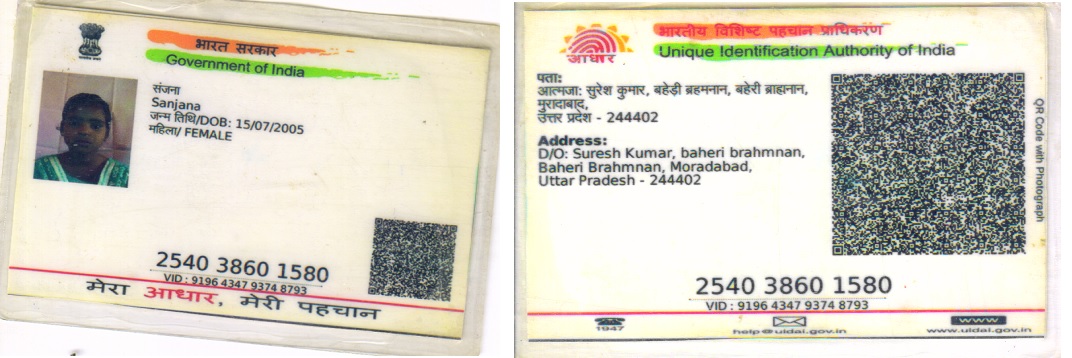 भारत सरकार
Government of India
संजना
Sanjana
जन्म तिथि/DOB: 15/07/2005
महिला/ FEMALE
2540 3860 1580
VID : 9196 4347 9374 8793
मेरा आधार, मेरी पहचान
आधार
भारतीय विशिष्ट पहचान प्राधिकरण
Unique Identification Authority of India
पता:
आत्मजा: सुरेश कुमार, बहेड़ी ब्रहमनान, बहेरी ब्राहानान,
मुरादाबाद,
उत्तर प्रदेश - 244402
Address:
D/O: Suresh Kumar, baheri brahmnan,
Baheri Brahmnan, Moradabad,
Uttar Pradesh - 244402
QR Code with Photograph
2540 3860 1580
VID : 9196 4347 9374 8793
1947
help@uidai.gov.in
www
www.uidai.gov.in